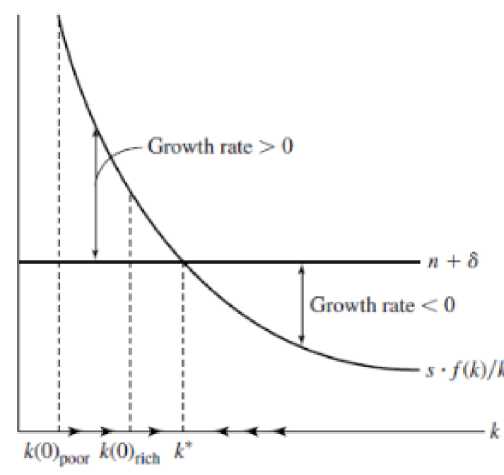 Growth rate > 0
n + δ
Growth rate < 0
s · f(k)/k
k
k(0)poor k(0)rich k*